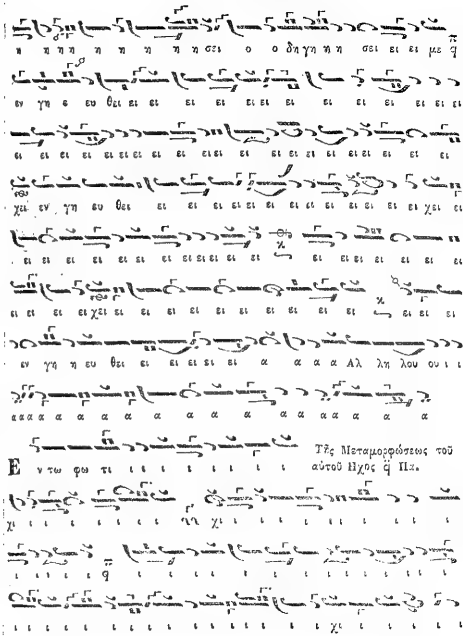 η η η η η η η η η σει ο ο δη γη η η σει ει ει με q̈
εν γη ε ευ θει ει ει ει ει ει ει ει ει ει ει ει ει ει ει
ει ει ει ει ει ει ει ει ει ει ει ει ει ει ει ει ει ει
χει εν γη ευ θει ει ει ει ει ει ει ει ει ει χει ει
ει ει ει ει ει ει ει ει ει ει ει ει ει ει ει ει ει ει
ει ει ει χει ει ει ει ει ει ει ει ει ει ει ει
εν γη η ευ θει ει ει ει ει ει α α α α Αλ λη λου ου ι ι
α α α α α α α α α α α α α α α α α α α
Ε ν τω φω τι ι ι ι ι ι ι ι Τῆς Μεταμορφώσεως τοῦ
αὐτοῦ Ηχος q̈ Πα.
χι ι ι ι ι ι ι ι χι ι ι ι ι ι ι ι ι ι
ι ι ι ι ι q̈ ι ι ι ι ι ι ι ι ι ι ι ι ι
ι ι ι ι ι ι ι ι ι ι ι ι ι ι χι ι ι ι ι